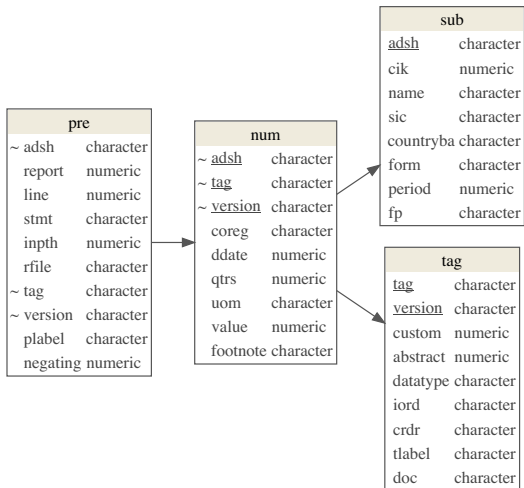 pre
~ adsh character
report numeric
line numeric
stmt character
inpth numeric
rfile character
~ tag character
~ version character
plabel character
negating numeric
num
~ adsh character
~ tag character
~ version character
coreg character
ddate numeric
qtrs numeric
uom character
value numeric
footnote character
sub
adsh character
cik numeric
name character
sic character
countryba character
form character
period numeric
fp character
tag
tag character
version character
custom numeric
abstract numeric
datatype character
iord character
crdr character
tlabel character
doc character